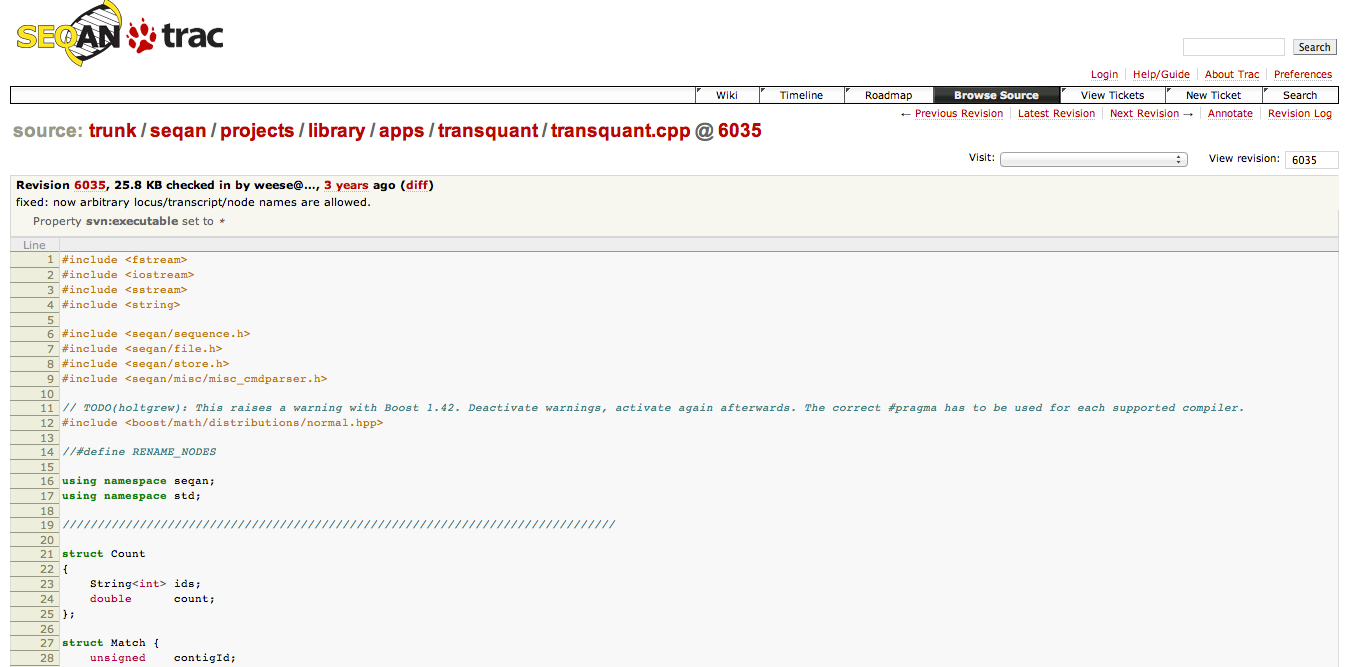 SEQAN trac
Search
Login Help/Guide About Trac Preferences
Wiki Timeline Roadmap Browse Source View Tickets New Ticket Search
← Previous Revision Latest Revision Next Revision → Annotate Revision Log
source: trunk / seqan / projects / library / apps / transquant / transquant.cpp @ 6035
Visit: View revision: 6035
Revision 6035, 25.8 KB checked in by weese@..., 3 years ago (diff)
fixed: now arbitrary locus/transcript/node names are allowed.
Property svn:executable set to *
Line
1 #include <fstream>
2 #include <iostream>
3 #include <sstream>
4 #include <string>
5
6 #include <seqan/sequence.h>
7 #include <seqan/file.h>
8 #include <seqan/store.h>
9 #include <seqan/misc/misc_cmdparser.h>
10
11 // TODO(holtgrew): This raises a warning with Boost 1.42. Deactivate warnings, activate again afterwards. The correct #pragma has to be used for each supported compiler.
12 #include <boost/math/distributions/normal.hpp>
13
14 //#define RENAME_NODES
15
16 using namespace seqan;
17 using namespace std;
18
19 ///////////////////////////////////////////////////////////////////////////////
20
21 struct Count
22 {
23 String<int> ids;
24 double count;
25 };
26
27 struct Match {
28 unsigned contigId;